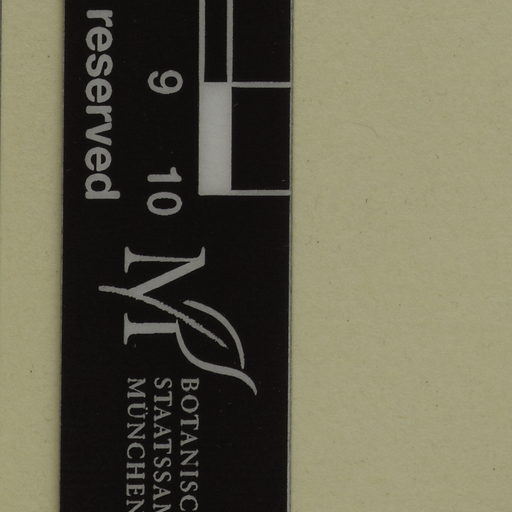 reserved
9 10
M
BOTANISC
STAATSSAM
MÜNCHEN